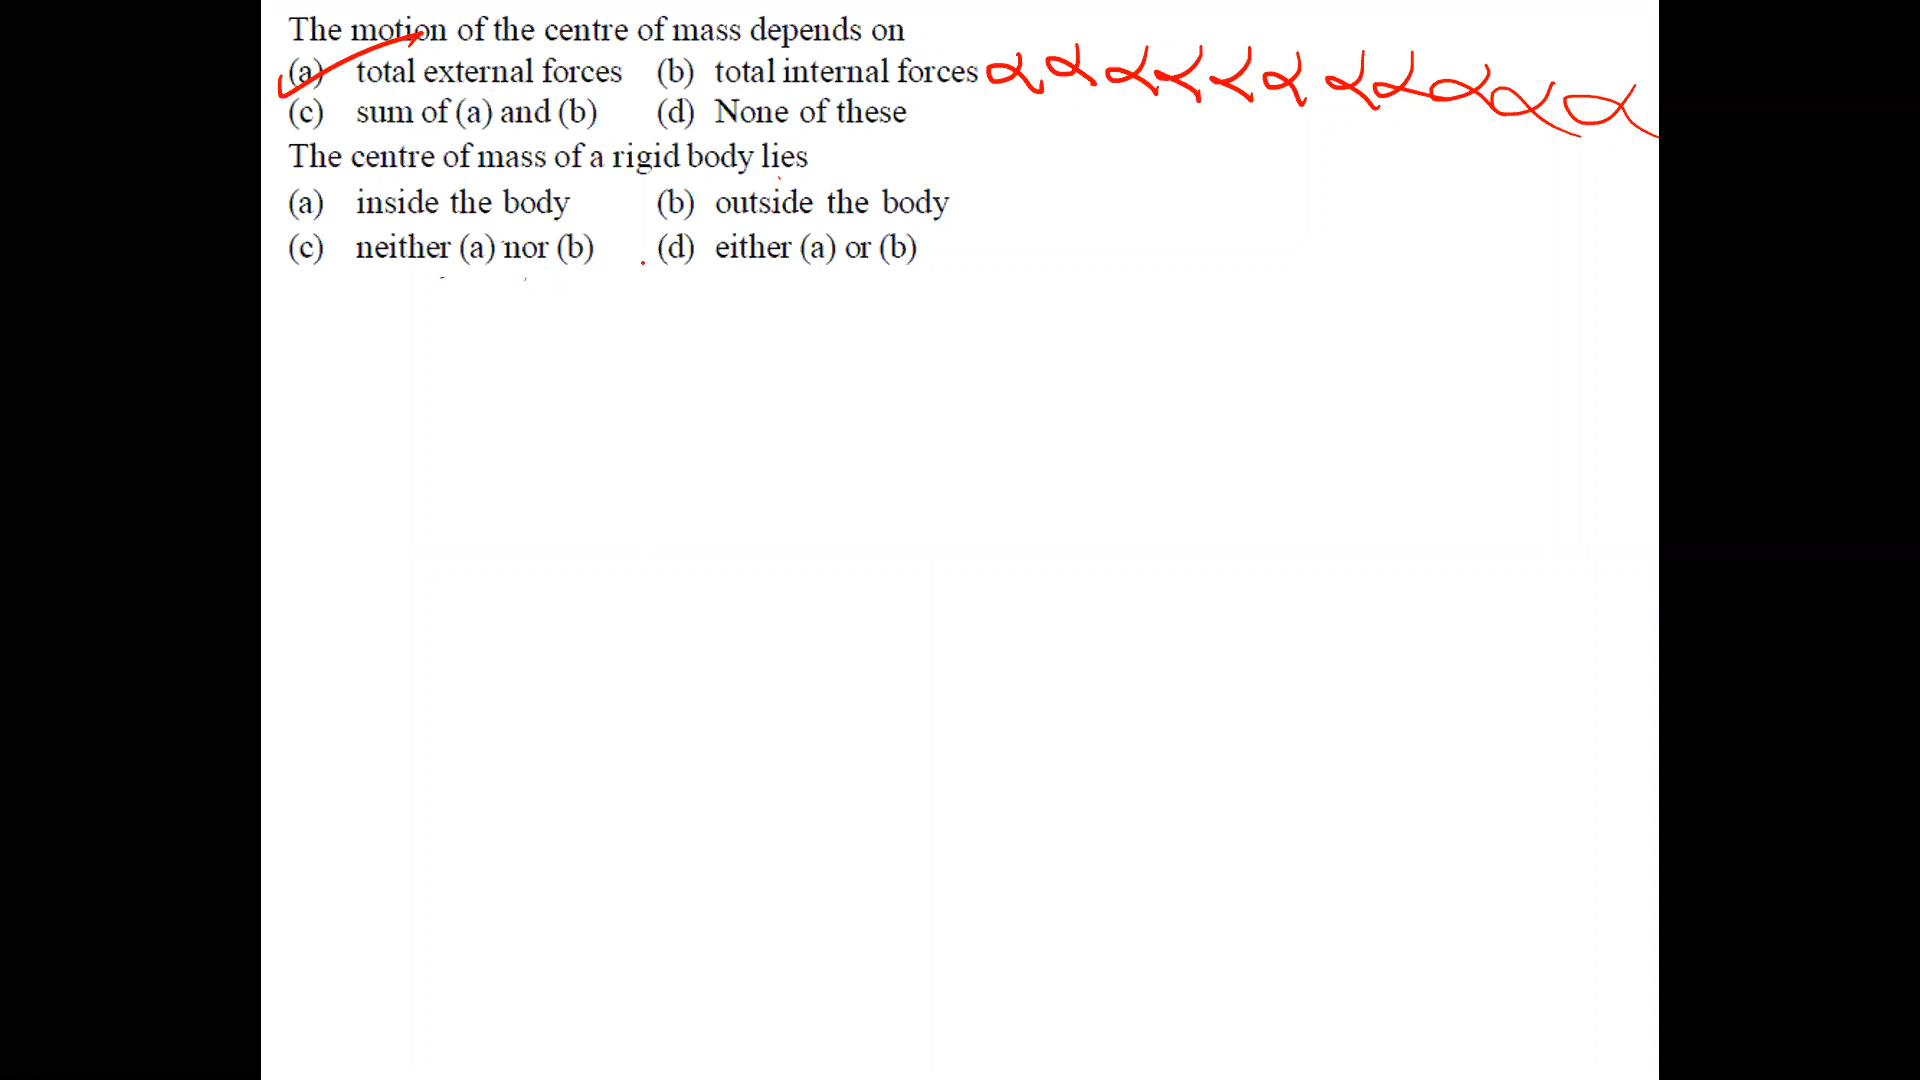 The motion of the centre of mass depends on
(a) total external forces (b) total internal forces α α α α α α α α α α α
(c) sum of (a) and (b) (d) None of these
The centre of mass of a rigid body lies
(a) inside the body (b) outside the body
(c) neither (a) nor (b) (d) either (a) or (b)